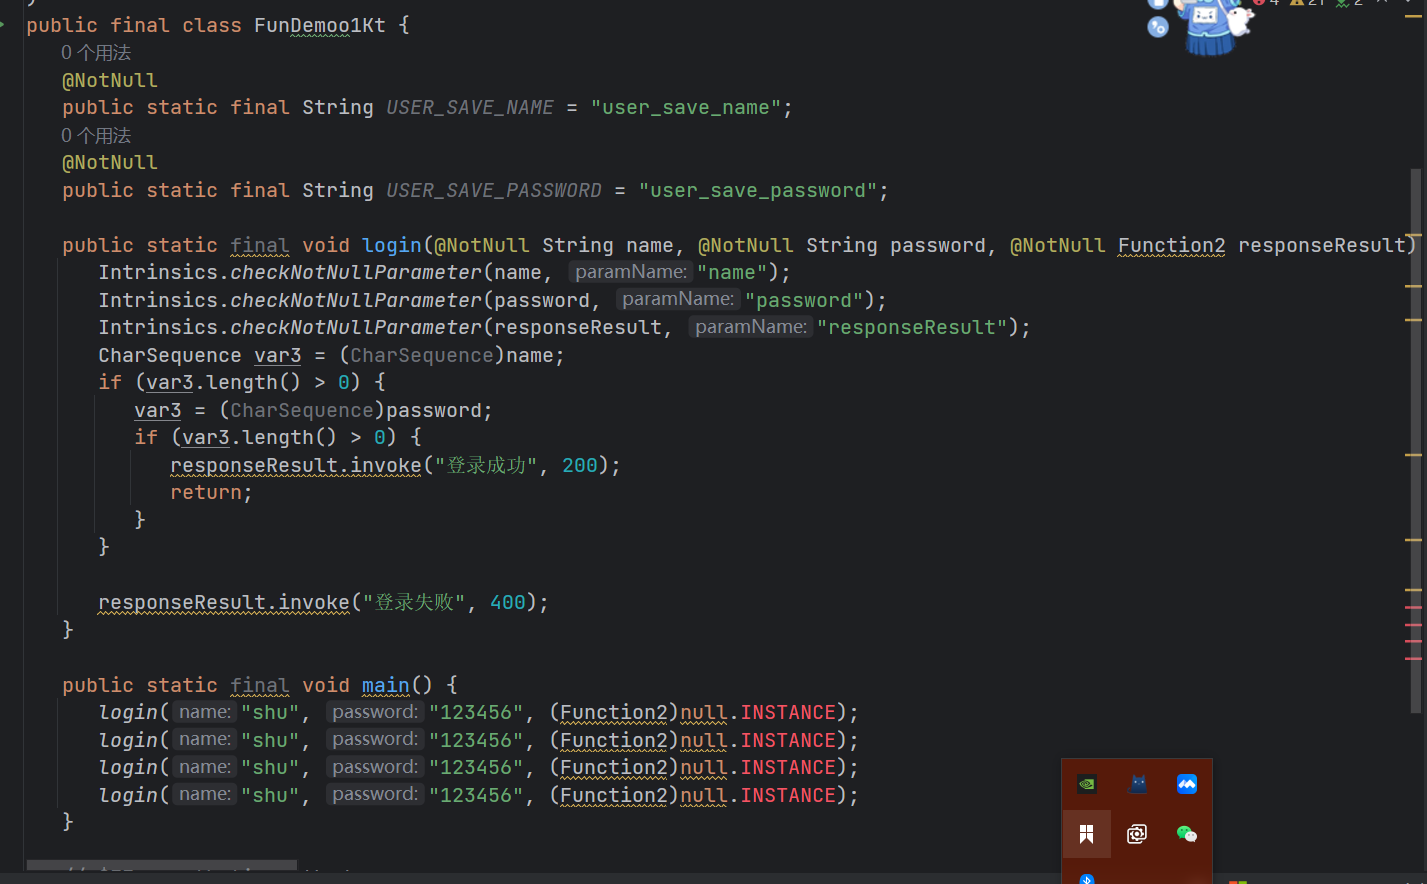 public final class FunDemoo1Kt {
0 个用法
@NotNull
public static final String USER_SAVE_NAME = "user_save_name";
0 个用法
@NotNull
public static final String USER_SAVE_PASSWORD = "user_save_password";
public static final void login(@NotNull String name, @NotNull String password, @NotNull Function2 responseResult)
Intrinsics.checkNotNullParameter(name, paramName: "name");
Intrinsics.checkNotNullParameter(password, paramName: "password");
Intrinsics.checkNotNullParameter(responseResult, paramName: "responseResult");
CharSequence var3 = (CharSequence)name;
if (var3.length() > 0) {
var3 = (CharSequence)password;
if (var3.length() > 0) {
responseResult.invoke("登录成功", 200);
return;
}
}
responseResult.invoke("登录失败", 400);
}
public static final void main() {
login( name: "shu", password: "123456", (Function2)null.INSTANCE);
login( name: "shu", password: "123456", (Function2)null.INSTANCE);
login( name: "shu", password: "123456", (Function2)null.INSTANCE);
login( name: "shu", password: "123456", (Function2)null.INSTANCE);
}